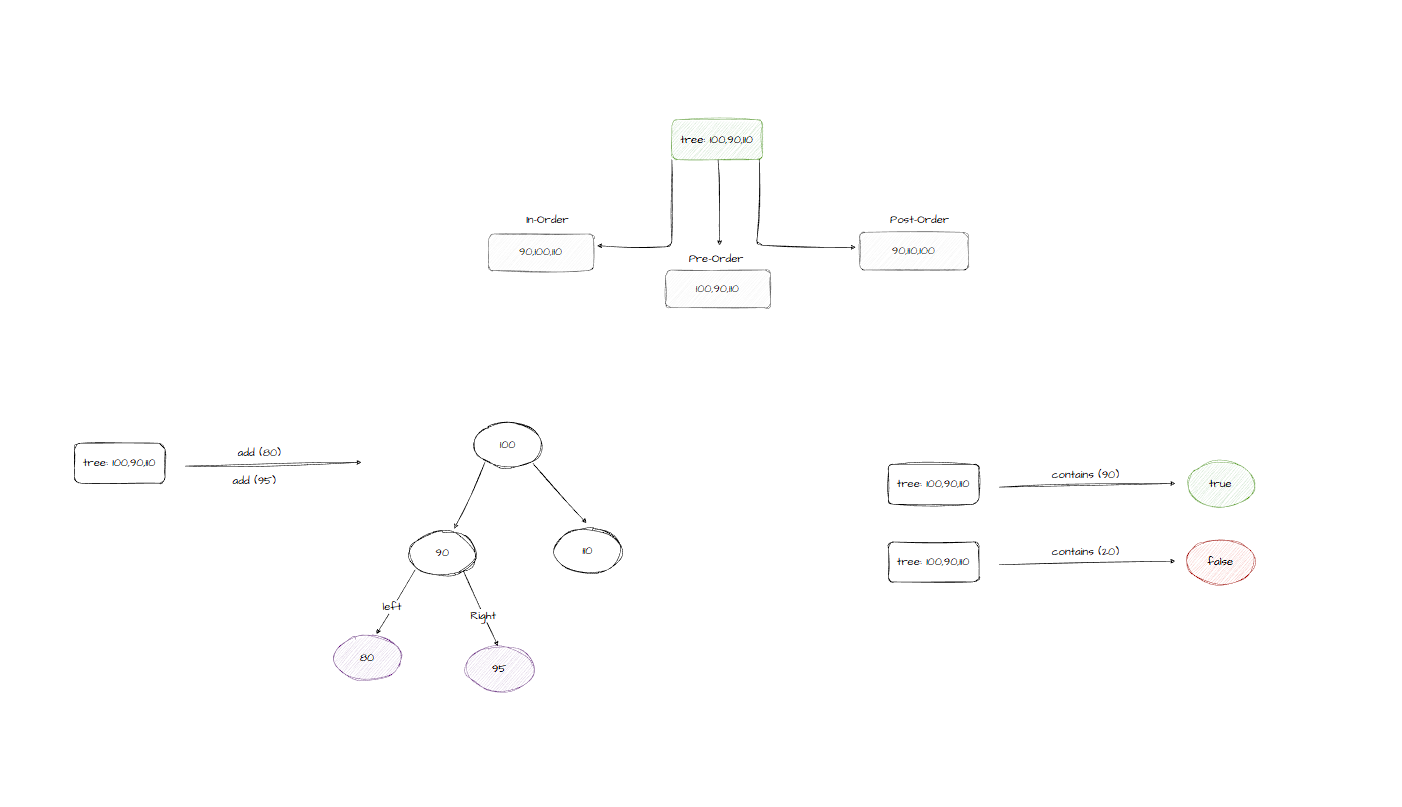 tree: 100,90,110
In-Order
Post-Order
90,100,110
90,110,100
Pre-Order
100,90,110
100
add (80)
tree: 100,90,110
add (95)
90
110
left
Right
80
95
tree: 100,90,110
contains (90)
true
tree: 100,90,110
contains (20)
false